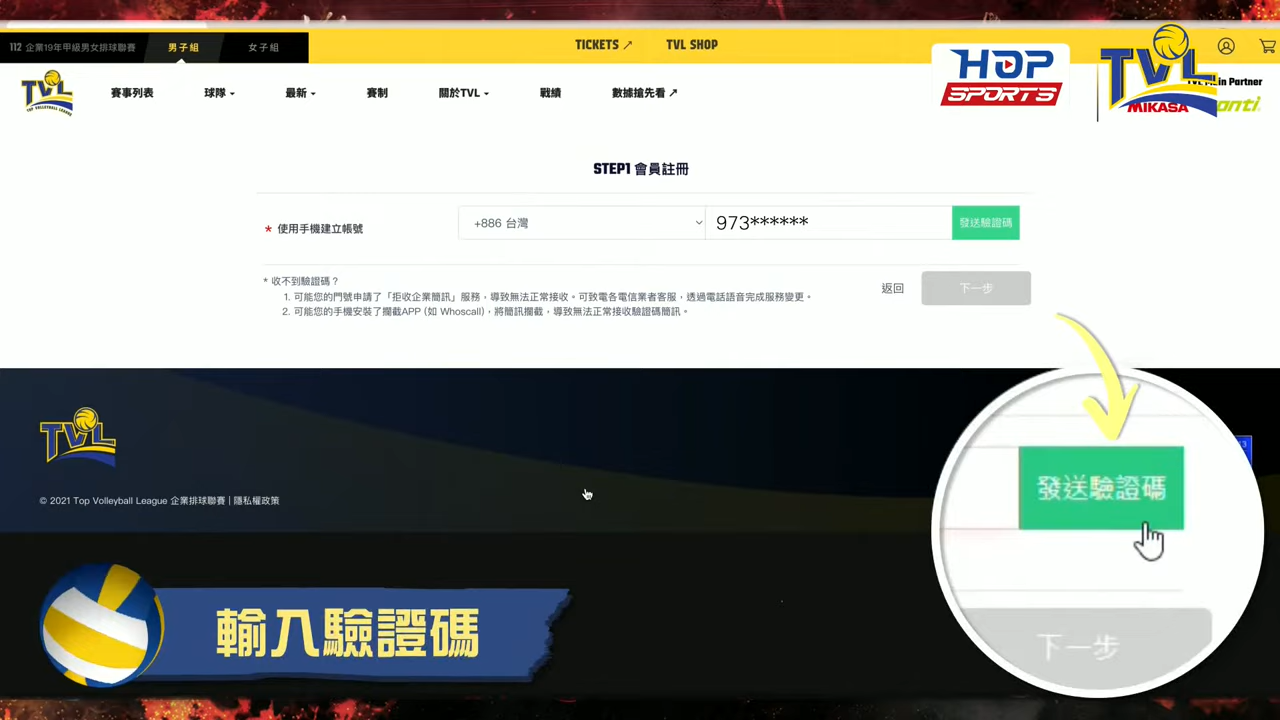 112 企業19年甲級男女排球聯賽 男子組 女子組 TICKETS ↗ TVL SHOP
TVL
TOP VOLLEYBALL LEAGUE
賽事列表 球隊 最新 賽制 關於TVL 戰績 數據搶先看 ↗
HOP
SPORTS
TVL
Partner
MIKASA
STEP1 會員註冊
* 使用手機建立帳號 +886 台灣 973****** 發送驗證碼
* 收不到驗證碼？
1. 可能您的門號申請了「拒收企業簡訊」服務，導致無法正常接收。可致電各電信業者客服，透過電話語音完成服務變更。
2. 可能您的手機安裝了攔截APP (如 Whoscall)，將簡訊攔截，導致無法正常接收驗證碼簡訊。
返回 下一步
TVL
© 2021 Top Volleyball League 企業排球聯賽 | 隱私權政策
發送驗證碼
下一步
輸入驗證碼